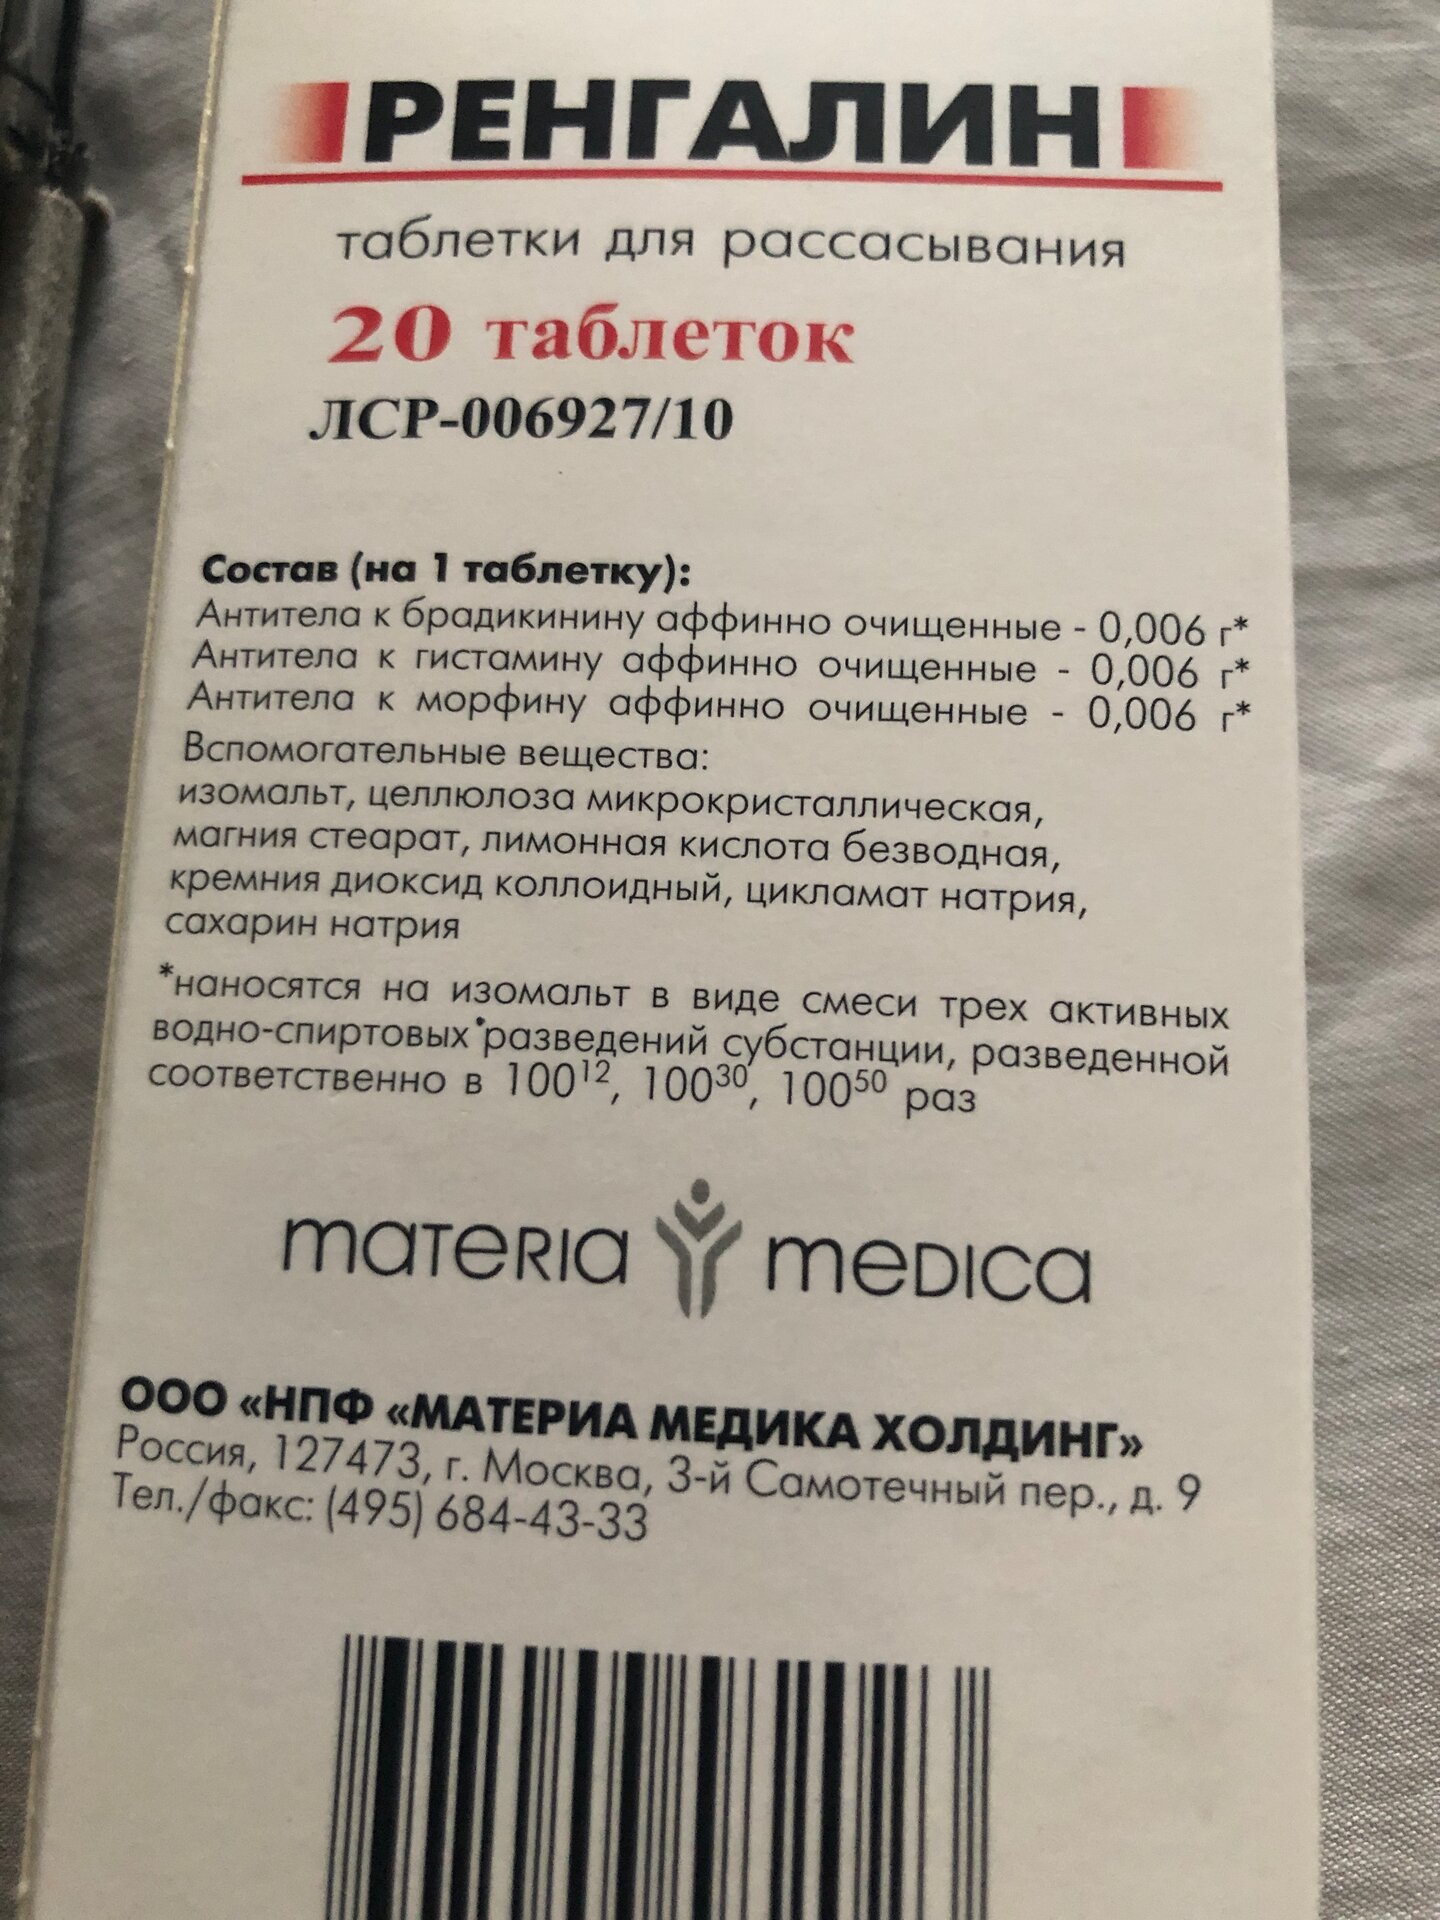 РЕНГАЛИН
таблетки для рассасывания
20 таблеток
ЛСР-006927/10
Состав (на 1 таблетку):
Антитела к брадикинину аффинно очищенные - 0,006 г*
Антитела к гистамину аффинно очищенные - 0,006 г*
Антитела к морфину аффинно очищенные - 0,006 г*
Вспомогательные вещества:
изомальт, целлюлоза микрокристаллическая,
магния стеарат, лимонная кислота безводная,
кремния диоксид коллоидный, цикламат натрия,
сахарин натрия
*наносятся на изомальт в виде смеси трех активных
водно-спиртовых разведений субстанции, разведенной
соответственно в 100¹², 100³⁰, 100⁵⁰ раз
materia medica
ООО «НПФ «МАТЕРИА МЕДИКА ХОЛДИНГ»
Россия, 127473, г. Москва, 3-й Самотечный пер., д. 9
Тел./факс: (495) 684-43-33